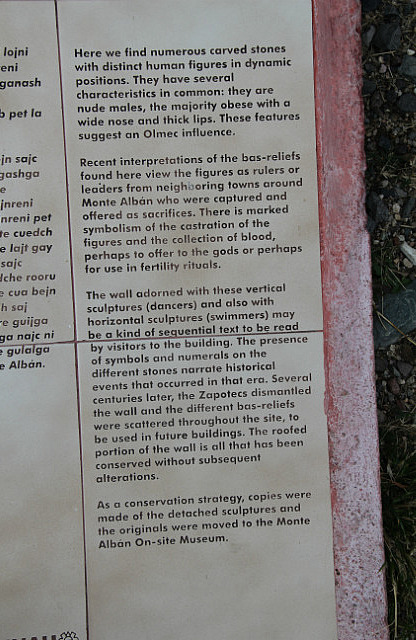 lojni
reni
ganash
b pet la
jn sajc
gashga
e
jnreni
nreni pet
te cuedch
e lajt gay
sajc
dche rooru
e cua bejn
h saj
re guijga
ga najc ni
e gulalga
e Albán.
Here we find numerous carved stones
with distinct human figures in dynamic
positions. They have several
characteristics in common: they are
nude males, the majority obese with a
wide nose and thick lips. These features
suggest an Olmec influence.
Recent interpretations of the bas-reliefs
found here view the figures as rulers or
leaders from neighboring towns around
Monte Albán who were captured and
offered as sacrifices. There is marked
symbolism of the castration of the
figures and the collection of blood,
perhaps to offer to the gods or perhaps
for use in fertility rituals.
The wall adorned with these vertical
sculptures (dancers) and also with
horizontal sculptures (swimmers) may
be a kind of sequential text to be read
by visitors to the building. The presence
of symbols and numerals on the
different stones narrate historical
events that occurred in that era. Several
centuries later, the Zapotecs dismantled
the wall and the different bas-reliefs
were scattered throughout the site, to
be used in future buildings. The roofed
portion of the wall is all that has been
conserved without subsequent
alterations.
As a conservation strategy, copies were
made of the detached sculptures and
the originals were moved to the Monte
Albán On-site Museum.